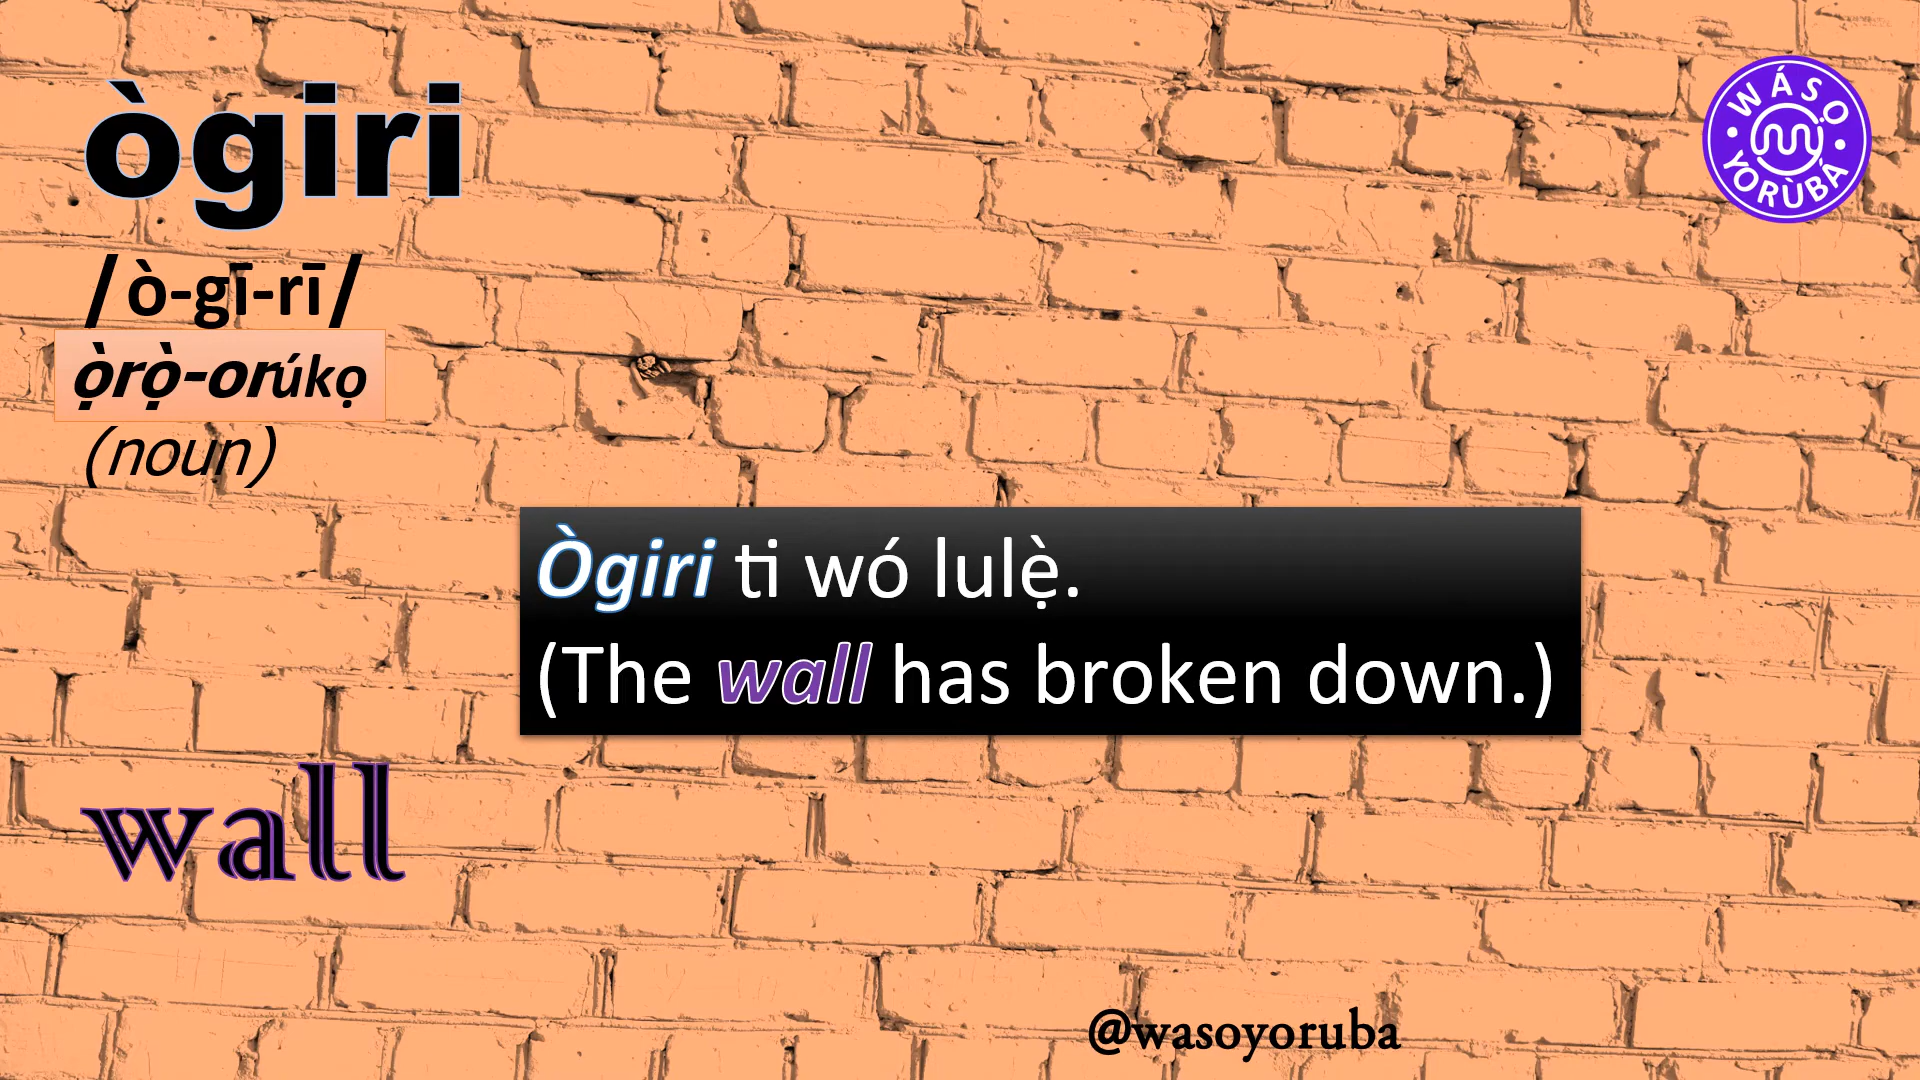 ògiri
WÁSỌ
YORÙBÁ
/ò-gī-rī/
ọ̀rọ̀-orúkọ
(noun)
Ògiri ti wó lulẹ̀.
(The wall has broken down.)
wall
@wasoyoruba